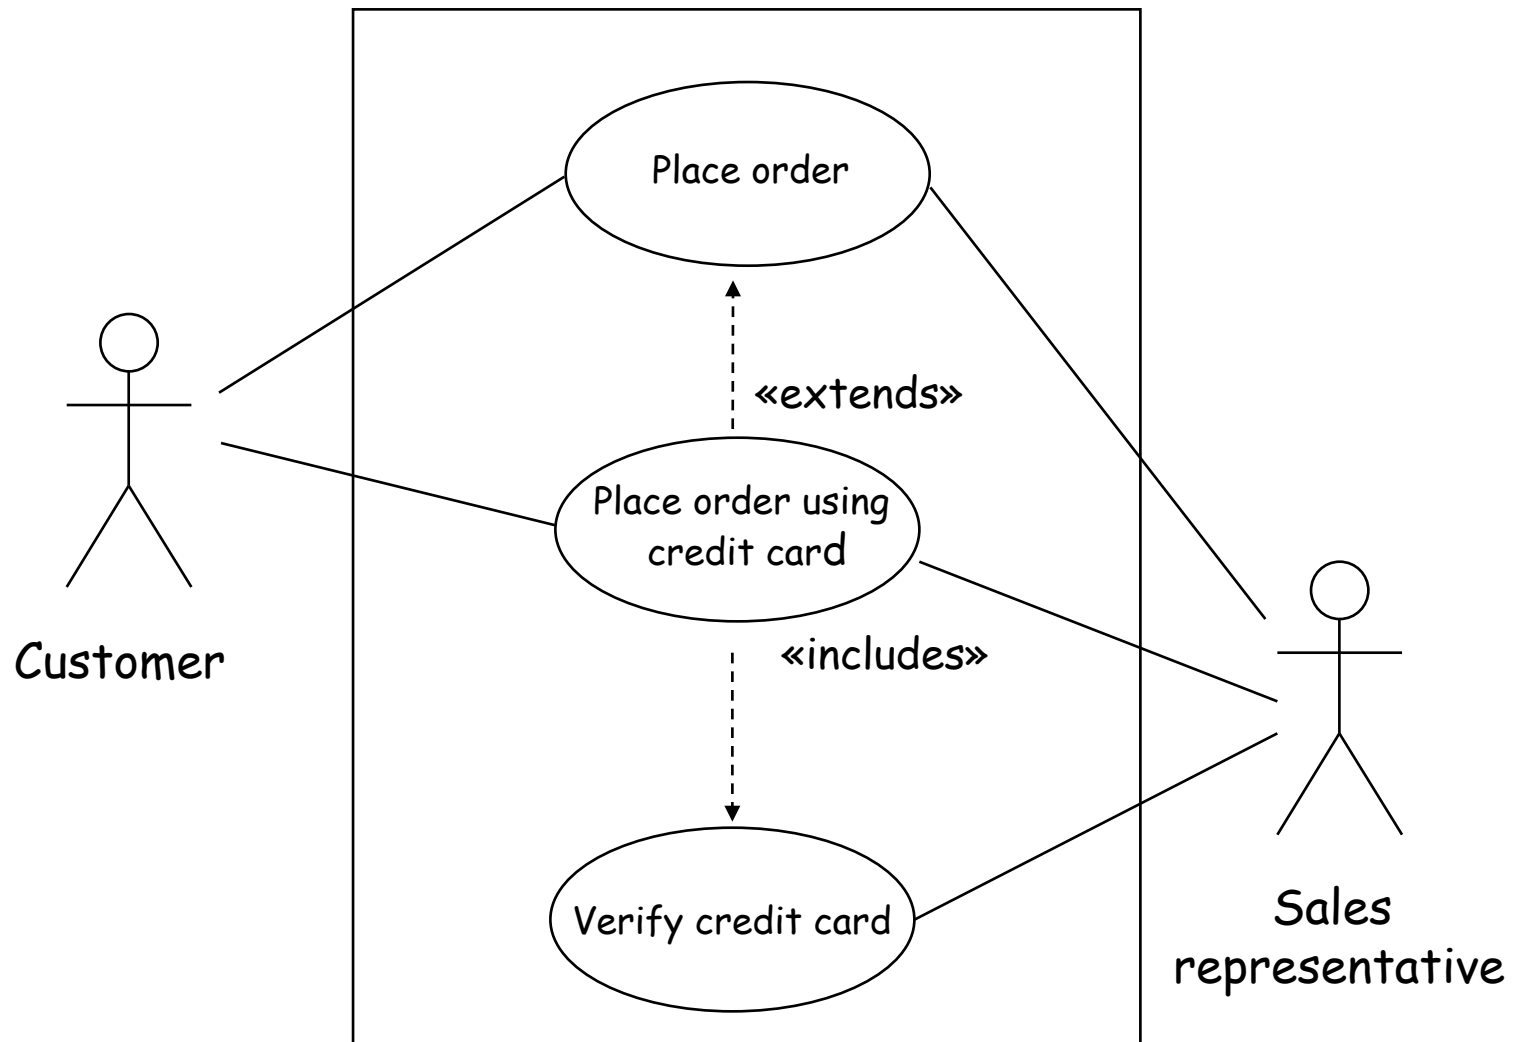 Place order
«extends»
Place order using
credit card
Customer
«includes»
Verify credit card
Sales
representative